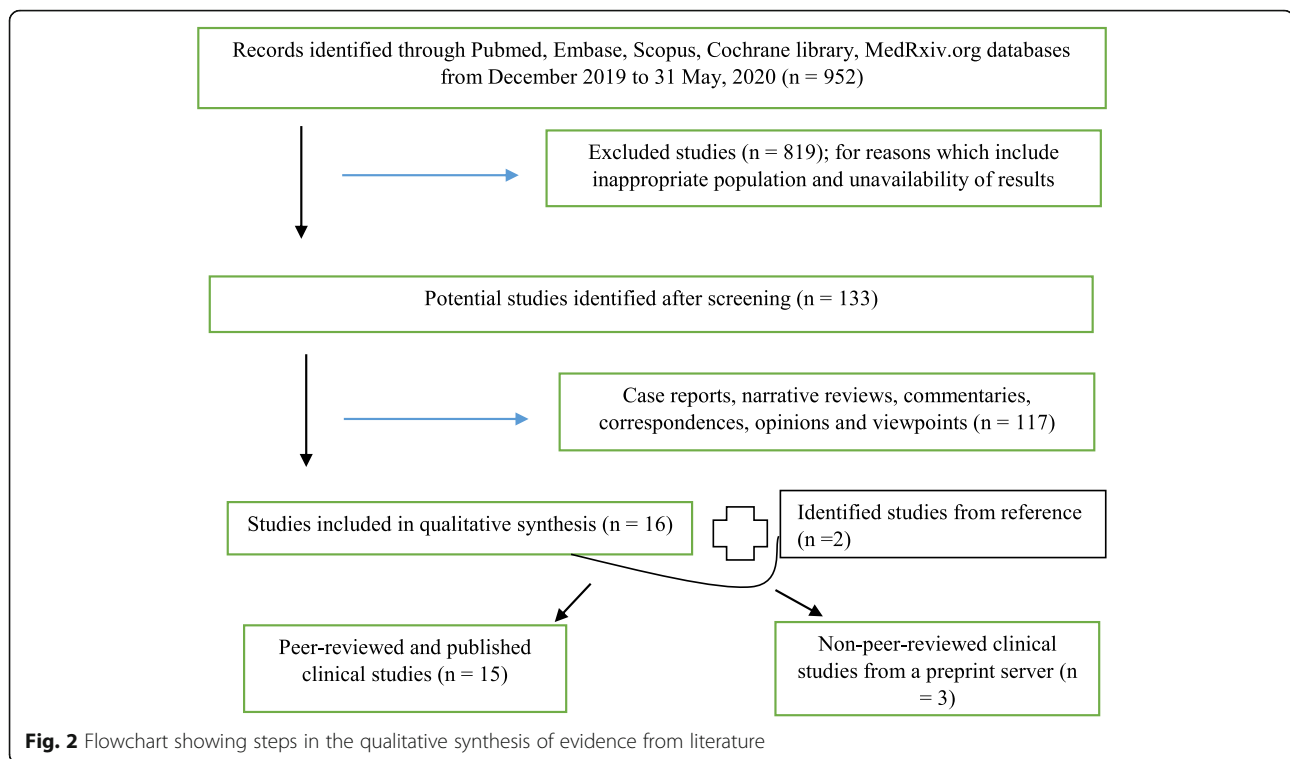 Records identified through Pubmed, Embase, Scopus, Cochrane library, MedRxiv.org databases
from December 2019 to 31 May, 2020 (n = 952)
Excluded studies (n = 819); for reasons which include
inappropriate population and unavailability of results
Potential studies identified after screening (n = 133)
Case reports, narrative reviews, commentaries,
correspondences, opinions and viewpoints (n = 117)
Studies included in qualitative synthesis (n = 16)
Identified studies from reference
(n =2)
Peer-reviewed and published
clinical studies (n = 15)
Non-peer-reviewed clinical
studies from a preprint server (n
= 3)
Fig. 2 Flowchart showing steps in the qualitative synthesis of evidence from literature